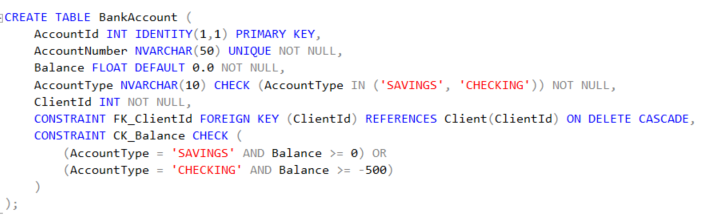 CREATE TABLE BankAccount (
AccountId INT IDENTITY(1,1) PRIMARY KEY,
AccountNumber NVARCHAR(50) UNIQUE NOT NULL,
Balance FLOAT DEFAULT 0.0 NOT NULL,
AccountType NVARCHAR(10) CHECK (AccountType IN ('SAVINGS', 'CHECKING')) NOT NULL,
ClientId INT NOT NULL,
CONSTRAINT FK_ClientId FOREIGN KEY (ClientId) REFERENCES Client(ClientId) ON DELETE CASCADE,
CONSTRAINT CK_Balance CHECK (
(AccountType = 'SAVINGS' AND Balance >= 0) OR
(AccountType = 'CHECKING' AND Balance >= -500)
)
);